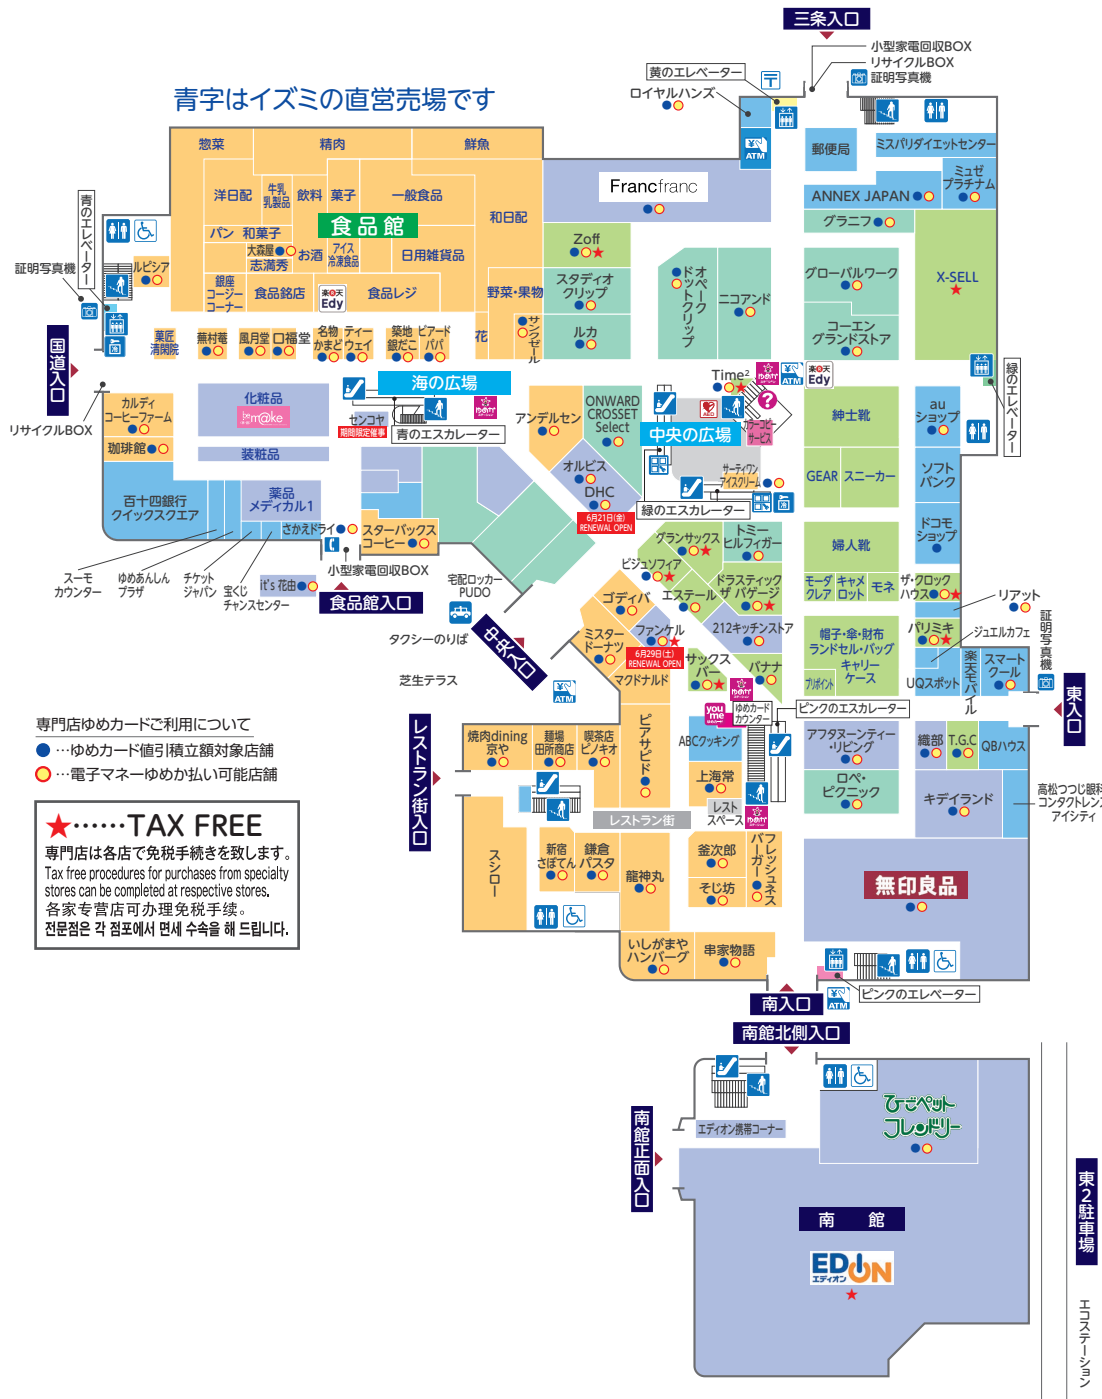 三条入口
小型家電回収BOX
リサイクルBOX
証明写真機
黄のエレベーター
ロイヤルハンズ
ATM
青字はイズミの直営売場です
郵便局
ミスパリダイエットセンター
ミュゼ
プラチナム
ANNEX JAPAN
グラニフ
X-SELL
グローバルワーク
コーエン
グランドストア
緑のエレベーター
Francfranc
Zoff
スタディオ
クリップ
ルカ
オペーク
ドットクリップ
ニコアンド
惣菜
精肉
鮮魚
洋日配
牛乳
乳製品
飲料
菓子
一般食品
和日配
食品館
パン
和菓子
大森屋
志満秀
お酒
アイス
冷凍食品
日用雑貨品
銀座
コージー
コーナー
食品銘店
楽天
Edy
食品レジ
野菜・果物
花
サンクゼール
青のエレベーター
証明写真機
ルピシア
国道入口
リサイクルBOX
菓匠
清閑院
蕪村庵
風月堂
口福堂
名物
かまど
ティー
ウェイ
築地
銀だこ
ビアード
パパ
カルディ
コーヒーファーム
珈琲館
化粧品
be m@ke
装粧品
海の広場
センコヤ
期間限定催事
青のエスカレーター
ゆめか
アンデルセン
ONWARD
CROSSET
Select
オルビス
DHC
6月21日(金)
RENEWAL OPEN
Time²
ATM
楽天
Edy
AED
中央の広場
カラーコピー
サービス
サーティワン
アイスクリーム
緑のエスカレーター
紳士靴
GEAR
スニーカー
au
ショップ
ソフト
バンク
ドコモ
ショップ
百十四銀行
クイックスクエア
薬品
メディカル1
さかえドライ
スターバックス
コーヒー
小型家電回収BOX
スーモ
カウンター
ゆめあんしん
プラザ
チケット
ジャパン
宝くじ
チャンスセンター
it's 花田
食品館入口
宅配ロッカー
PUDO
タクシーのりば
中央入口
芝生テラス
ATM
グランサックス
トミー
ヒルフィガー
ビジュソフィア
エステール
ドラスティック
ザ バゲージ
ゴディバ
ファンケル
6月29日(土)
RENEWAL OPEN
212キッチンストア
ミスター
ドーナツ
マクドナルド
サックス
バー
バナナ
婦人靴
モーダ
クレア
キャメ
ロット
モネ
帽子・傘・財布
ランドセル・バッグ
キャリー
ケース
プリポイント
ザ・クロック
ハウス
リアット
パリミキ
ジュエルカフェ
UQスポット
楽天モバイル
スマート
クール
証明写真機
東入口
専門店ゆめカードご利用について
…ゆめカード値引積立額対象店舗
…電子マネーゆめか払い可能店舗
★……TAX FREE
専門店は各店で免税手続きを致します。
Tax free procedures for purchases from specialty
stores can be completed at respective stores.
各家专营店可办理免税手续。
전문점은 각 점포에서 면세 수속을 해 드립니다.
レストラン街入口
焼肉dining
京や
麺場
田所商店
喫茶店
ピノキオ
ピアサピド
you me
ゆめか
ゆめカード
カウンター
ピンクのエスカレーター
ABCクッキング
上海常
レスト
スペース
ゆめか
レストラン街
アフタヌーンティー
・リビング
ロペ・
ピクニック
織部
T.G.C
QBハウス
キデイランド
高松つつじ眼科
コンタクトレンズ
アイシティ
スシロー
新宿
さぼてん
鎌倉
パスタ
龍神丸
釜次郎
そじ坊
フレッシュネス
バーガー
いしがまや
ハンバーグ
串家物語
無印良品
ピンクのエレベーター
ATM
南入口
南館北側入口
南館正面入口
エディオン携帯コーナー
ひごペット
フレンドリー
南館
EDION
エディオン
東2駐車場
エコステーション